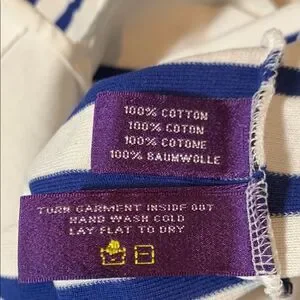 100% COTTON
100% COTON
100% COTONE
100% BAUMWOLLE
TURN GARMENT INSIDE OUT
HAND WASH COLD
LAY FLAT TO DRY